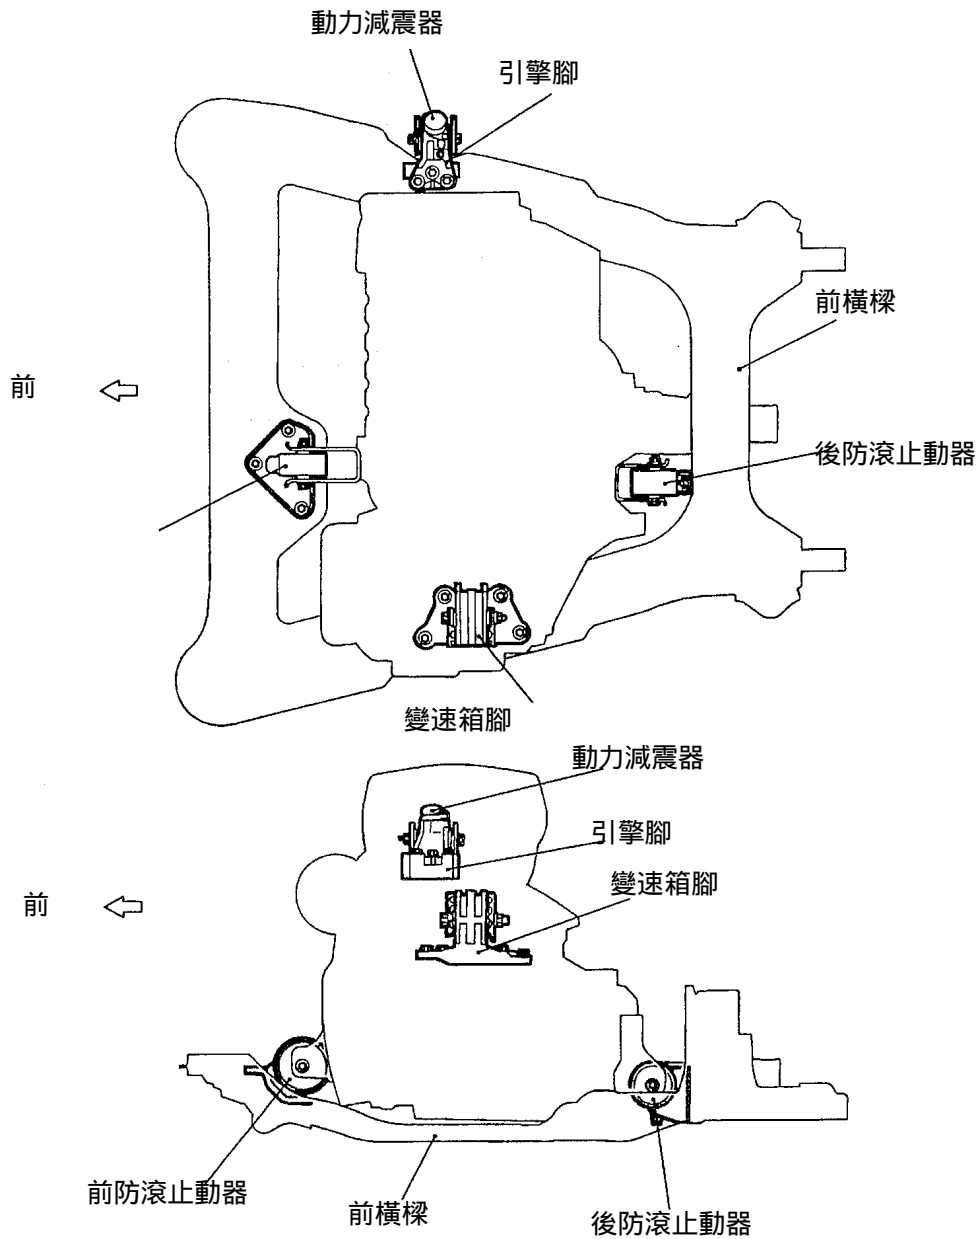 動力減震器
引擎腳
前橫樑
前
後防滾止動器
變速箱腳
動力減震器
引擎腳
變速箱腳
前
前防滾止動器
前橫樑
後防滾止動器